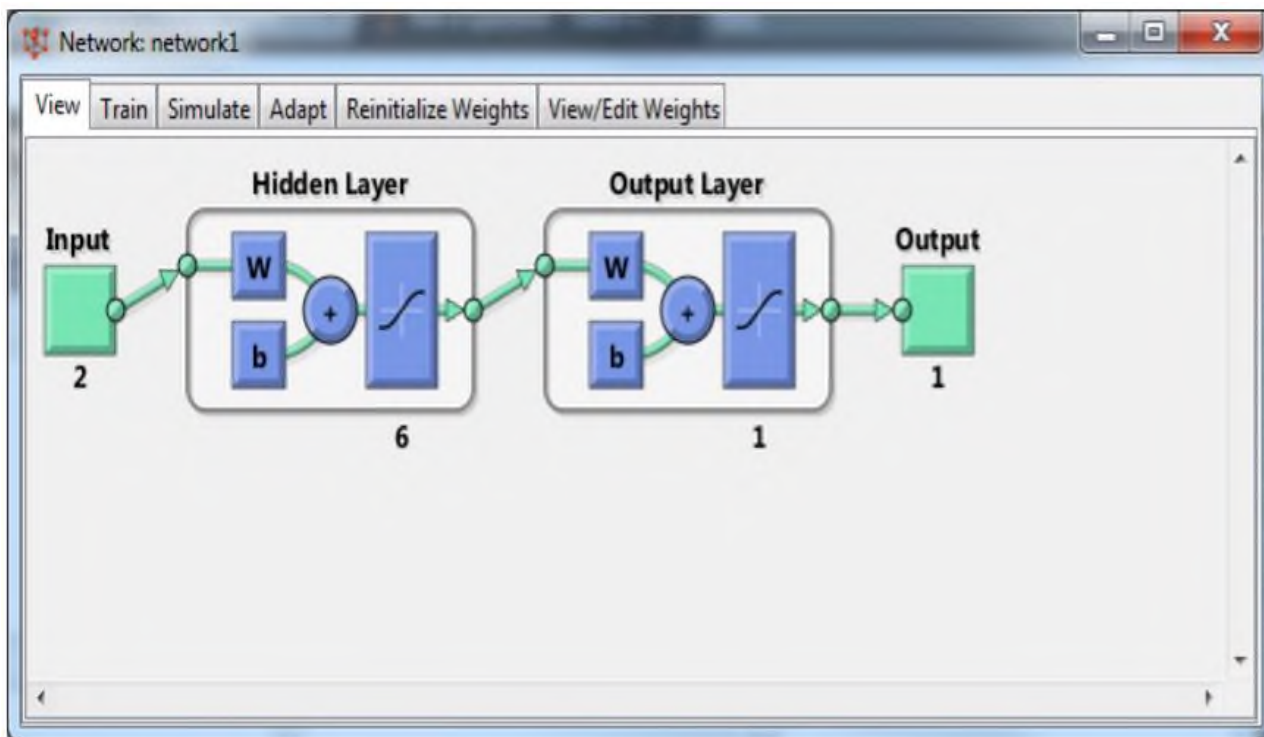 Network: network1
X
View Train Simulate Adapt Reinitialize Weights View/Edit Weights
Hidden Layer Output Layer
Input Output
W W
+ +
b b
2 1
6 1